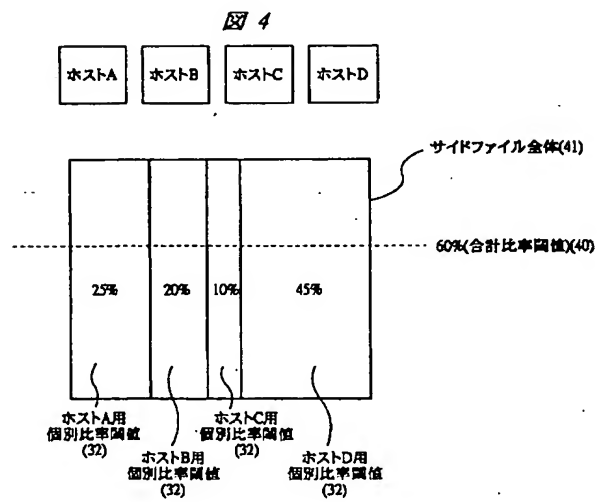 図 4
ホストA ホストB ホストC ホストD
サイドファイル全体(41)
60%(合計比率閾値)(40)
25% 20% 10% 45%
ホストA用
個別比率閾値
(32)
ホストC用
個別比率閾値
(32)
ホストB用
個別比率閾値
(32)
ホストD用
個別比率閾値
(32)